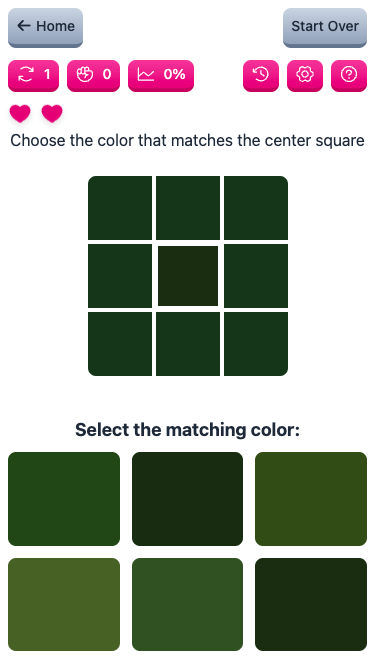 Home
Start Over
1
0
0%
Choose the color that matches the center square
Select the matching color: